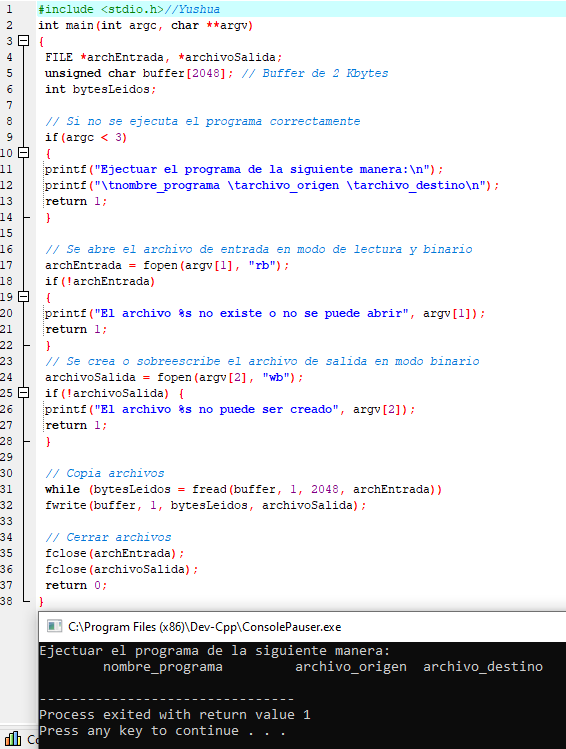 1 #include <stdio.h>//Yushua
2 int main(int argc, char **argv)
3 {
4 FILE *archEntrada, *archivoSalida;
5 unsigned char buffer[2048]; // Buffer de 2 Kbytes
6 int bytesLeidos;
7
8 // Si no se ejecuta el programa correctamente
9 if(argc < 3)
10 {
11 printf("Ejectuar el programa de la siguiente manera:\n");
12 printf("\tnombre_programa \tarchivo_origen \tarchivo_destino\n");
13 return 1;
14 }
15
16 // Se abre el archivo de entrada en modo de lectura y binario
17 archEntrada = fopen(argv[1], "rb");
18 if(!archEntrada)
19 {
20 printf("El archivo %s no existe o no se puede abrir", argv[1]);
21 return 1;
22 }
23 // Se crea o sobreescribe el archivo de salida en modo binario
24 archivoSalida = fopen(argv[2], "wb");
25 if(!archivoSalida) {
26 printf("El archivo %s no puede ser creado", argv[2]);
27 return 1;
28 }
29
30 // Copia archivos
31 while (bytesLeidos = fread(buffer, 1, 2048, archEntrada))
32 fwrite(buffer, 1, bytesLeidos, archivoSalida);
33
34 // Cerrar archivos
35 fclose(archEntrada);
36 fclose(archivoSalida);
37 return 0;
38 }
C:\Program Files (x86)\Dev-Cpp\ConsolePauser.exe
Ejectuar el programa de la siguiente manera:
nombre_programa archivo_origen archivo_destino
--------------------------------
Process exited with return value 1
Press any key to continue . . .